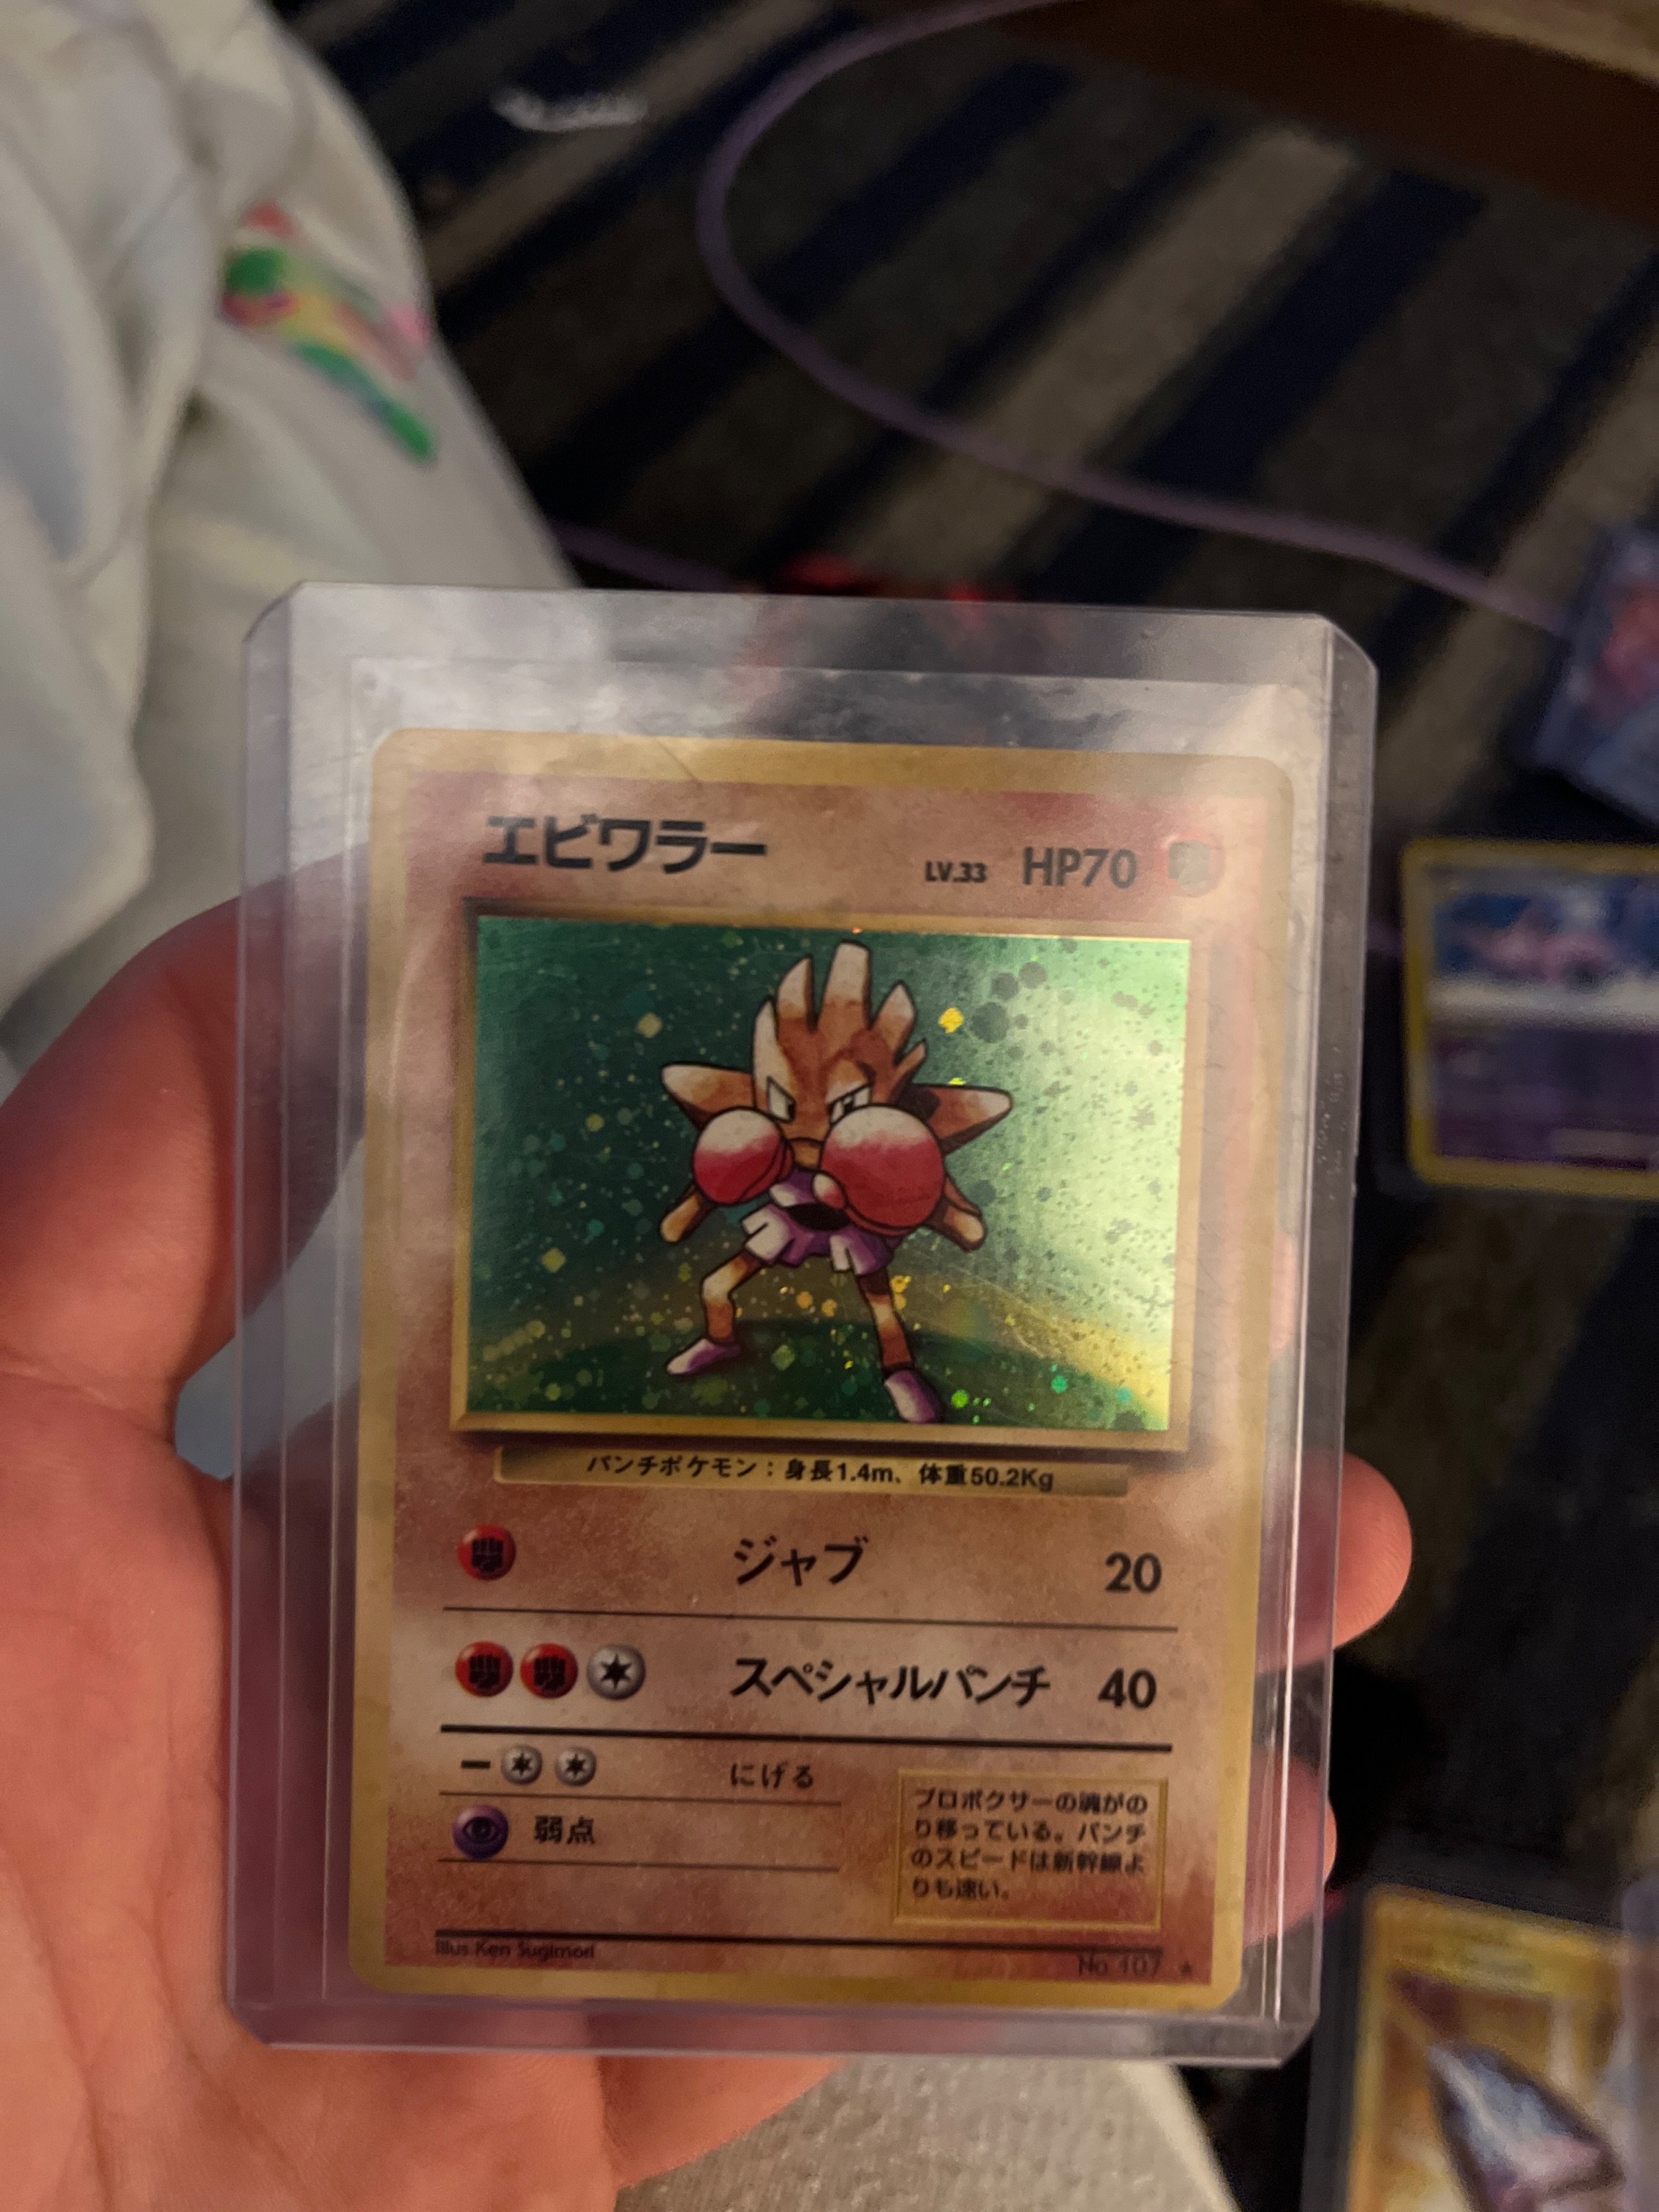 エビワラー LV.33 HP70
パンチポケモン：身長1.4m、体重50.2Kg
ジャブ 20
スペシャルパンチ 40
ー にげる
弱点
プロボクサーの魂がの
り移っている。パンチ
のスピードは新幹線よ
りも速い。
Illus. Ken Sugimori No.107 ★